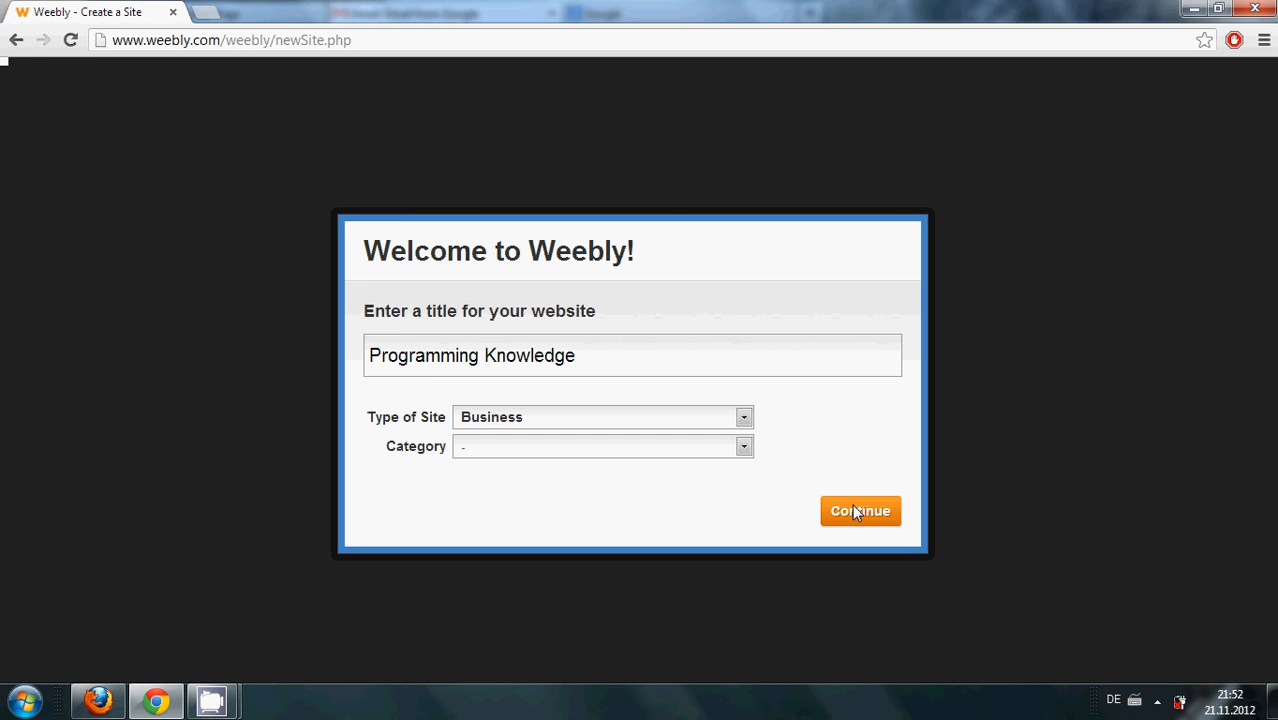 Weebly - Create a Site
www.weebly.com/weebly/newSite.php
Welcome to Weebly!
Enter a title for your website
Programming Knowledge
Type of Site Business
Category -
Continue
DE
21:52
21.11.2012